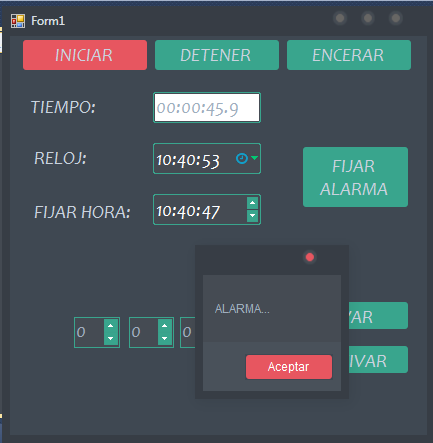 Form1
INICIAR DETENER ENCERAR
TIEMPO: 00:00:45.9
RELOJ: 10:40:53
FIJAR
ALARMA
FIJAR HORA: 10:40:47
ALARMA...
0 0 0
Aceptar